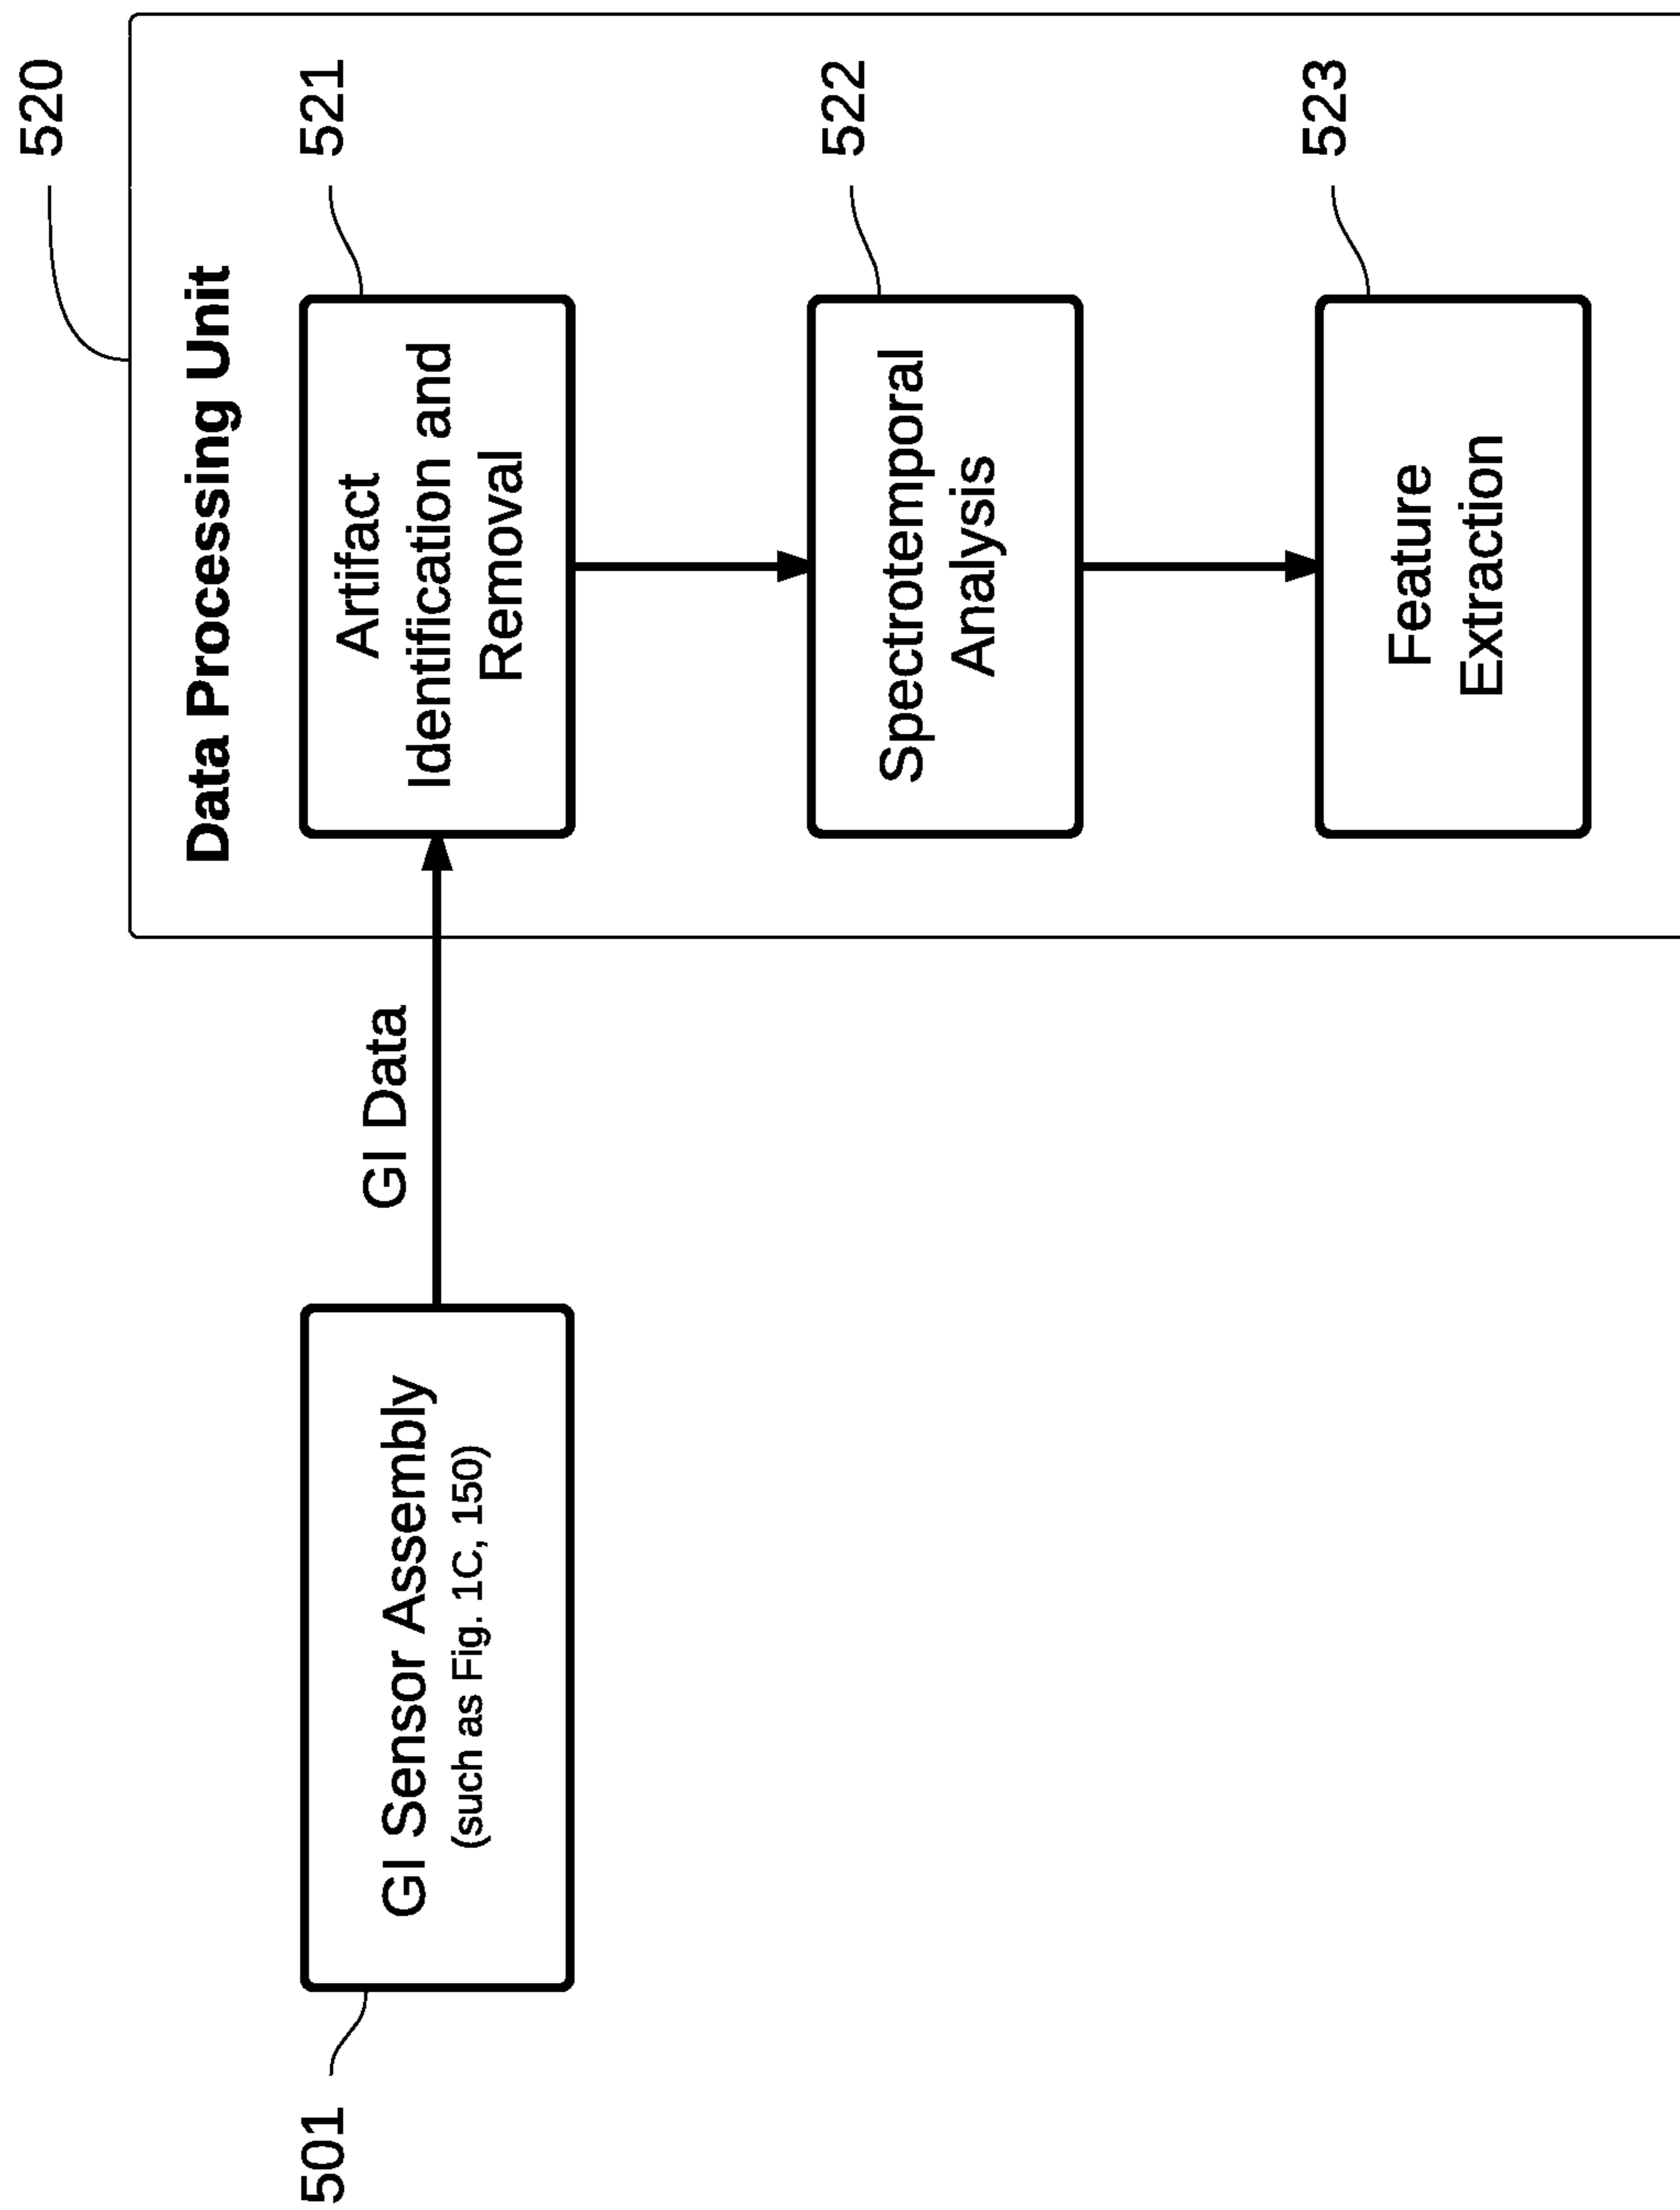 520
Data Processing Unit
501
GI Sensor Assembly
(such as Fig. 1C, 150)
GI Data
Artifact
Identification and
Removal
521
Spectrotemporal
Analysis
522
Feature
Extraction
523